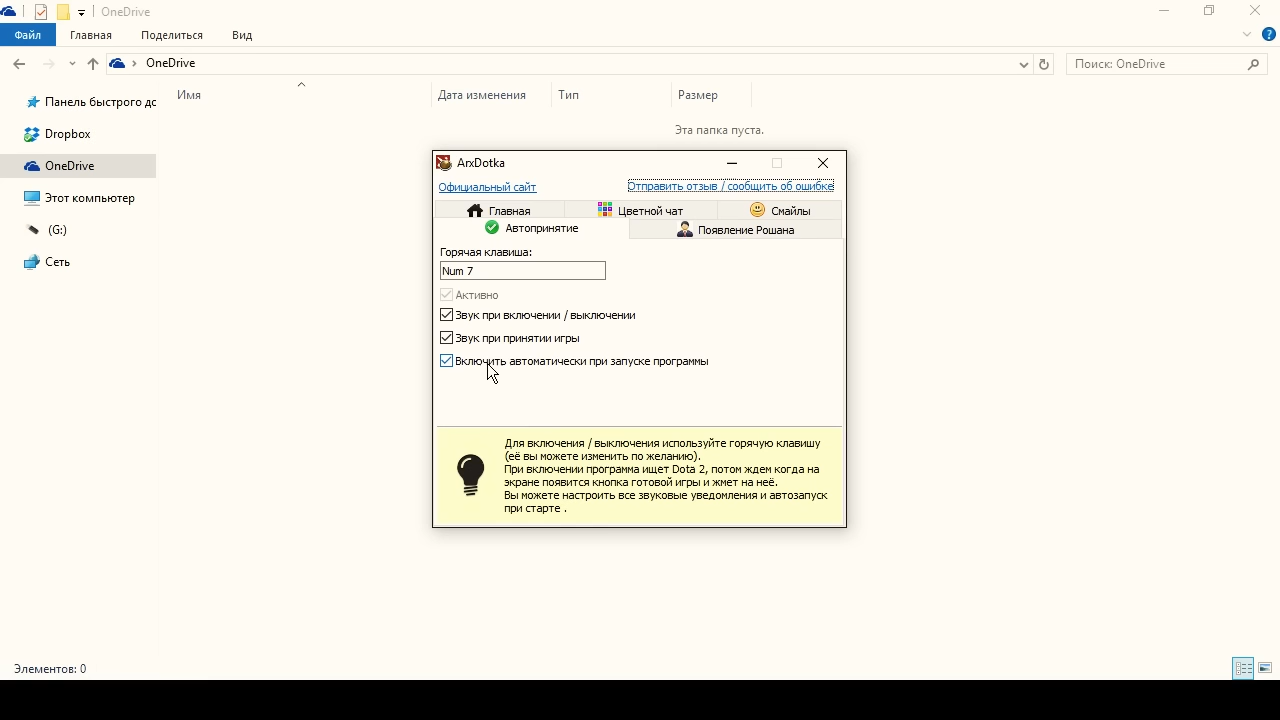 OneDrive
Файл Главная Поделиться Вид
OneDrive
Поиск: OneDrive
Панель быстрого дс
Dropbox
OneDrive
Этот компьютер
(G:)
Сеть
Имя Дата изменения Тип Размер
Эта папка пуста.
ArxDotka
Официальный сайт Отправить отзыв / сообщить об ошибке
Главная Цветной чат Смайлы
Автопринятие Появление Рошана
Горячая клавиша:
Num 7
Активно
Звук при включении / выключении
Звук при принятии игры
Включить автоматически при запуске программы
Для включения / выключения используйте горячую клавишу
(её вы можете изменить по желанию).
При включении программа ищет Dota 2, потом ждем когда на
экране появится кнопка готовой игры и жмет на неё.
Вы можете настроить все звуковые уведомления и автозапуск
при старте .
Элементов: 0